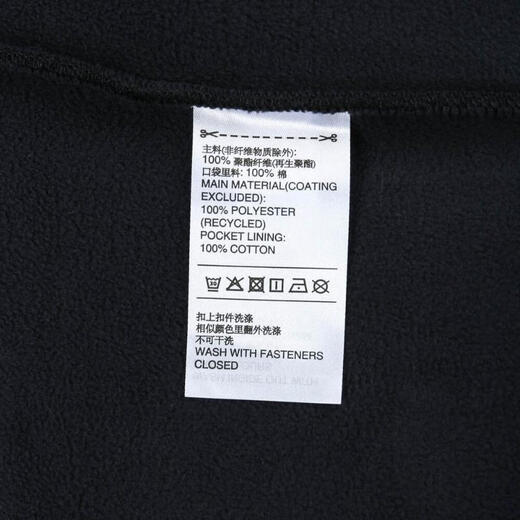 主料(非纤维物质除外):
100% 聚酯纤维(再生聚酯)
口袋里料: 100% 棉
MAIN MATERIAL(COATING
EXCLUDED):
100% POLYESTER
(RECYCLED)
POCKET LINING:
100% COTTON
30
扣上扣件洗涤
相似颜色里翻外洗涤
不可干洗
WASH WITH FASTENERS
CLOSED